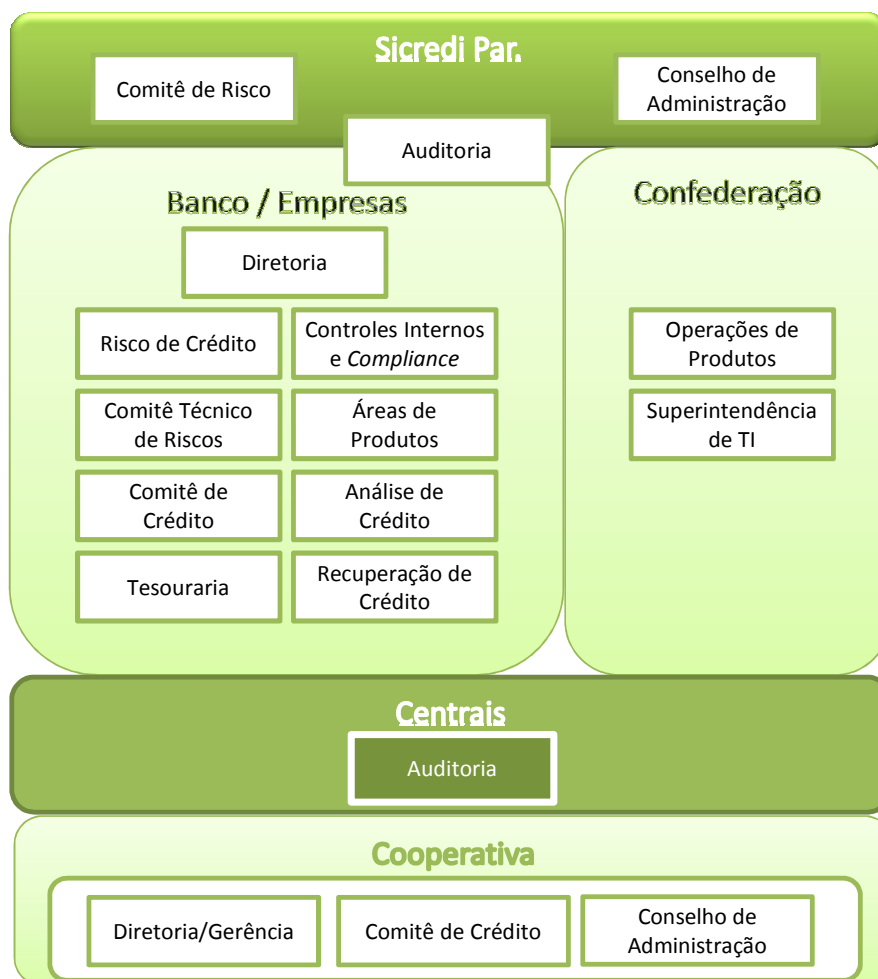 Sicredi Par.
Comitê de Risco
Conselho de
Administração
Auditoria
Banco / Empresas
Confederação
Diretoria
Risco de Crédito
Controles Internos
e Compliance
Operações de
Produtos
Comitê Técnico
de Riscos
Áreas de
Produtos
Superintendência
de TI
Comitê de
Crédito
Análise de
Crédito
Tesouraria
Recuperação de
Crédito
Centrais
Auditoria
Cooperativa
Diretoria/Gerência
Comitê de Crédito
Conselho de
Administração